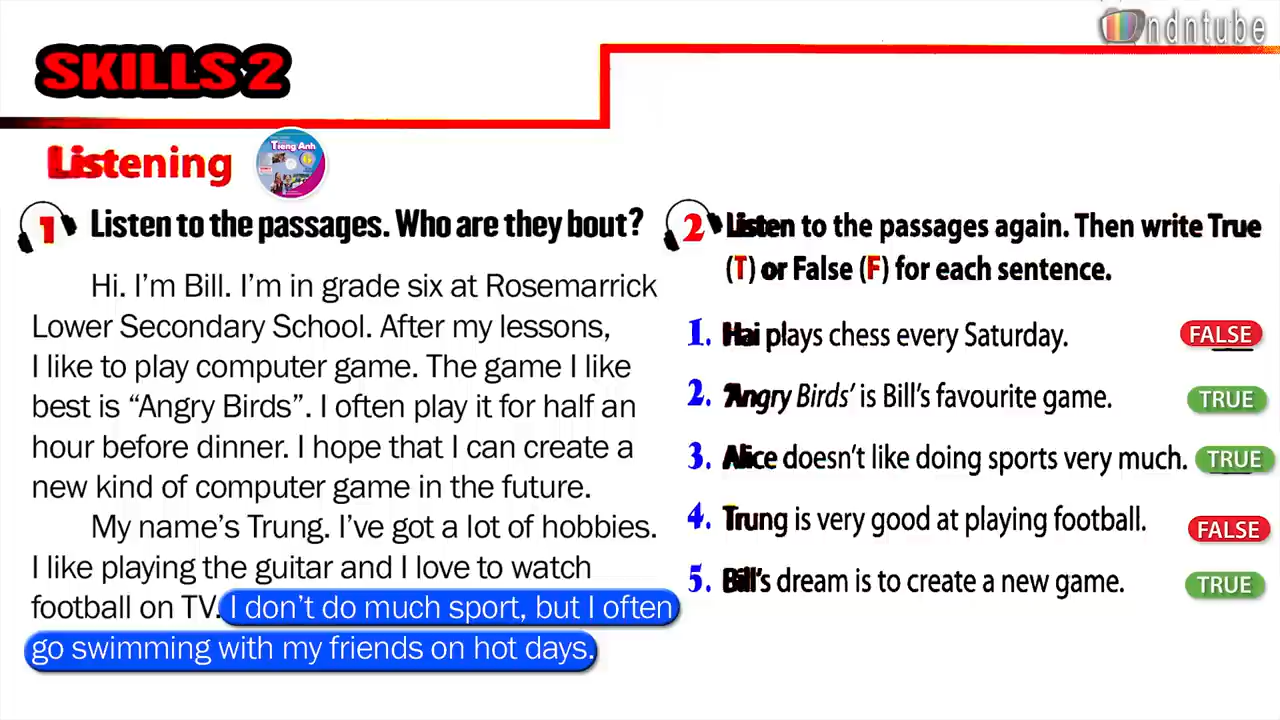 ndntube
SKILLS 2
Listening
Tiếng Anh
1 Listen to the passages. Who are they bout?
Hi. I'm Bill. I'm in grade six at Rosemarrick
Lower Secondary School. After my lessons,
I like to play computer game. The game I like
best is “Angry Birds”. I often play it for half an
hour before dinner. I hope that I can create a
new kind of computer game in the future.
My name's Trung. I've got a lot of hobbies.
I like playing the guitar and I love to watch
football on TV. I don't do much sport, but I often
go swimming with my friends on hot days.
2 Listen to the passages again. Then write True
(T) or False (F) for each sentence.
1. Hai plays chess every Saturday. FALSE
2. ‘Angry Birds’ is Bill's favourite game. TRUE
3. Alice doesn't like doing sports very much. TRUE
4. Trung is very good at playing football. FALSE
5. Bill's dream is to create a new game. TRUE